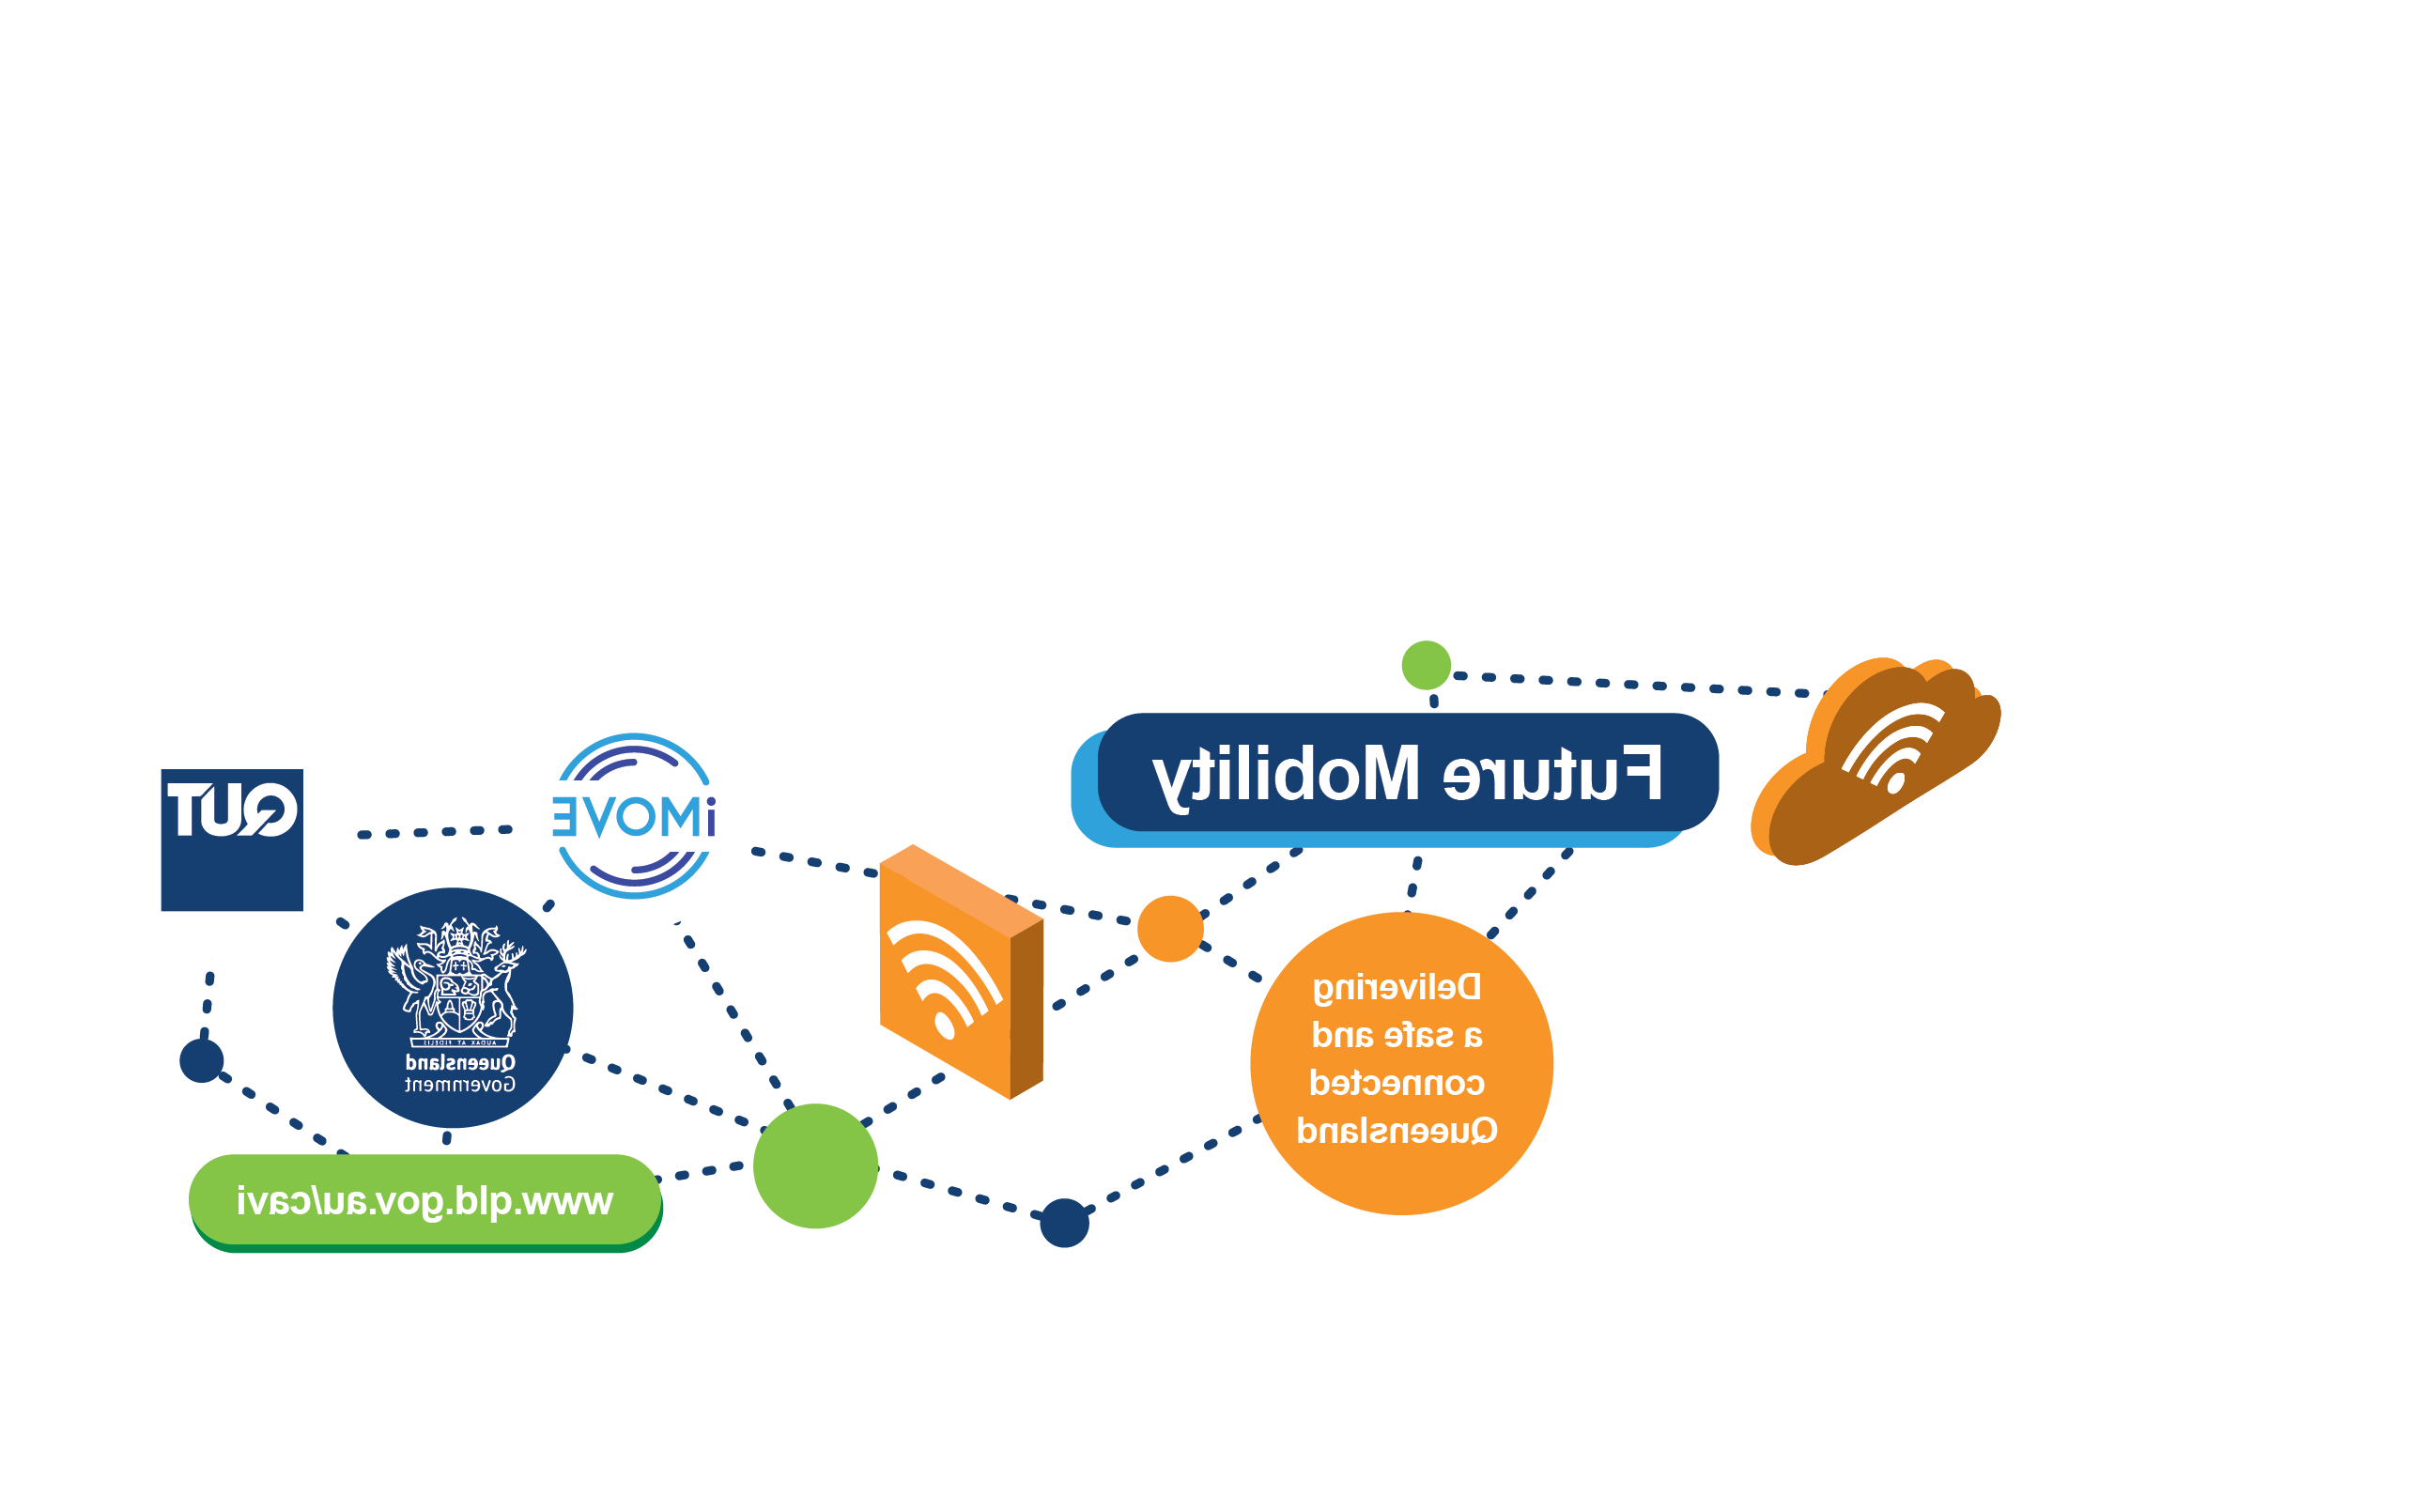 Future Mobility
iMOVE
QUT
Delivering
a safe and
connected
Queensland
AUDAX AT FIDELIS
Queensland
Government
www.qld.gov.au/cavi